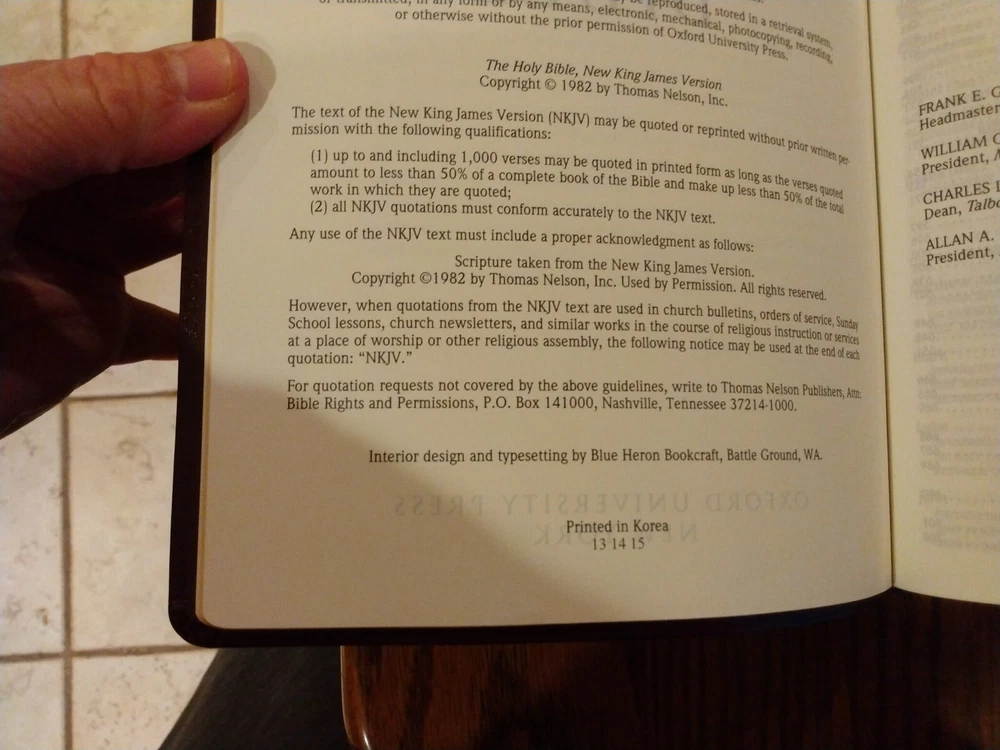 be reproduced, stored in a retrieval system,
or transmitted, in any form or by any means, electronic, mechanical, photocopying, recording,
or otherwise without the prior permission of Oxford University Press.
The Holy Bible, New King James Version
Copyright © 1982 by Thomas Nelson, Inc.
The text of the New King James Version (NKJV) may be quoted or reprinted without prior written per-
mission with the following qualifications:
(1) up to and including 1,000 verses may be quoted in printed form as long as the verses quoted
amount to less than 50% of a complete book of the Bible and make up less than 50% of the total
work in which they are quoted;
(2) all NKJV quotations must conform accurately to the NKJV text.
Any use of the NKJV text must include a proper acknowledgment as follows:
Scripture taken from the New King James Version.
Copyright ©1982 by Thomas Nelson, Inc. Used by Permission. All rights reserved.
However, when quotations from the NKJV text are used in church bulletins, orders of service, Sunday
School lessons, church newsletters, and similar works in the course of religious instruction or services
at a place of worship or other religious assembly, the following notice may be used at the end of each
quotation: “NKJV.”
For quotation requests not covered by the above guidelines, write to Thomas Nelson Publishers, Attn:
Bible Rights and Permissions, P.O. Box 141000, Nashville, Tennessee 37214-1000.
Interior design and typesetting by Blue Heron Bookcraft, Battle Ground, WA.
OXFORD UNIVERSITY PRESS
NEW YORK
Printed in Korea
13 14 15
FRANK E.
Headmaster
WILLIAM
President,
CHARLES
Dean,
ALLAN A.
President,